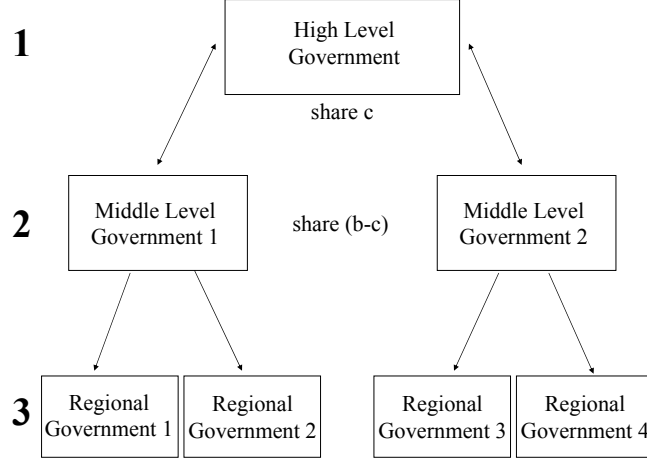 1
High Level
Government
share c
2
Middle Level
Government 1
share (b-c)
Middle Level
Government 2
3
Regional
Government 1
Regional
Government 2
Regional
Government 3
Regional
Government 4